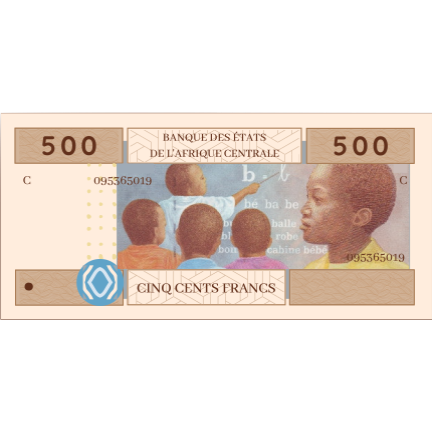 500
BANQUE DES ÉTATS
DE L'AFRIQUE CENTRALE
500
C 095365019
C
b
bé ba be
balle
robe
cabine bébé
095365019
CINQ CENTS FRANCS